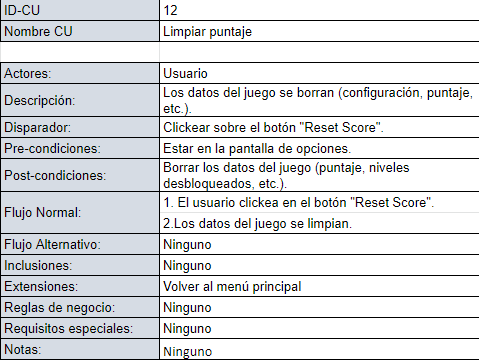 ID-CU 12
Nombre CU Limpiar puntaje
Actores: Usuario
Descripción: Los datos del juego se borran (configuración, puntaje,
etc.).
Disparador: Clickear sobre el botón "Reset Score".
Pre-condiciones: Estar en la pantalla de opciones.
Post-condiciones: Borrar los datos del juego (puntaje, niveles
desbloqueados, etc.).
Flujo Normal: 1. El usuario clickea en el botón "Reset Score".
2.Los datos del juego se limpian.
Flujo Alternativo: Ninguno
Inclusiones: Ninguno
Extensiones: Volver al menú principal
Reglas de negocio: Ninguno
Requisitos especiales: Ninguno
Notas: Ninguno